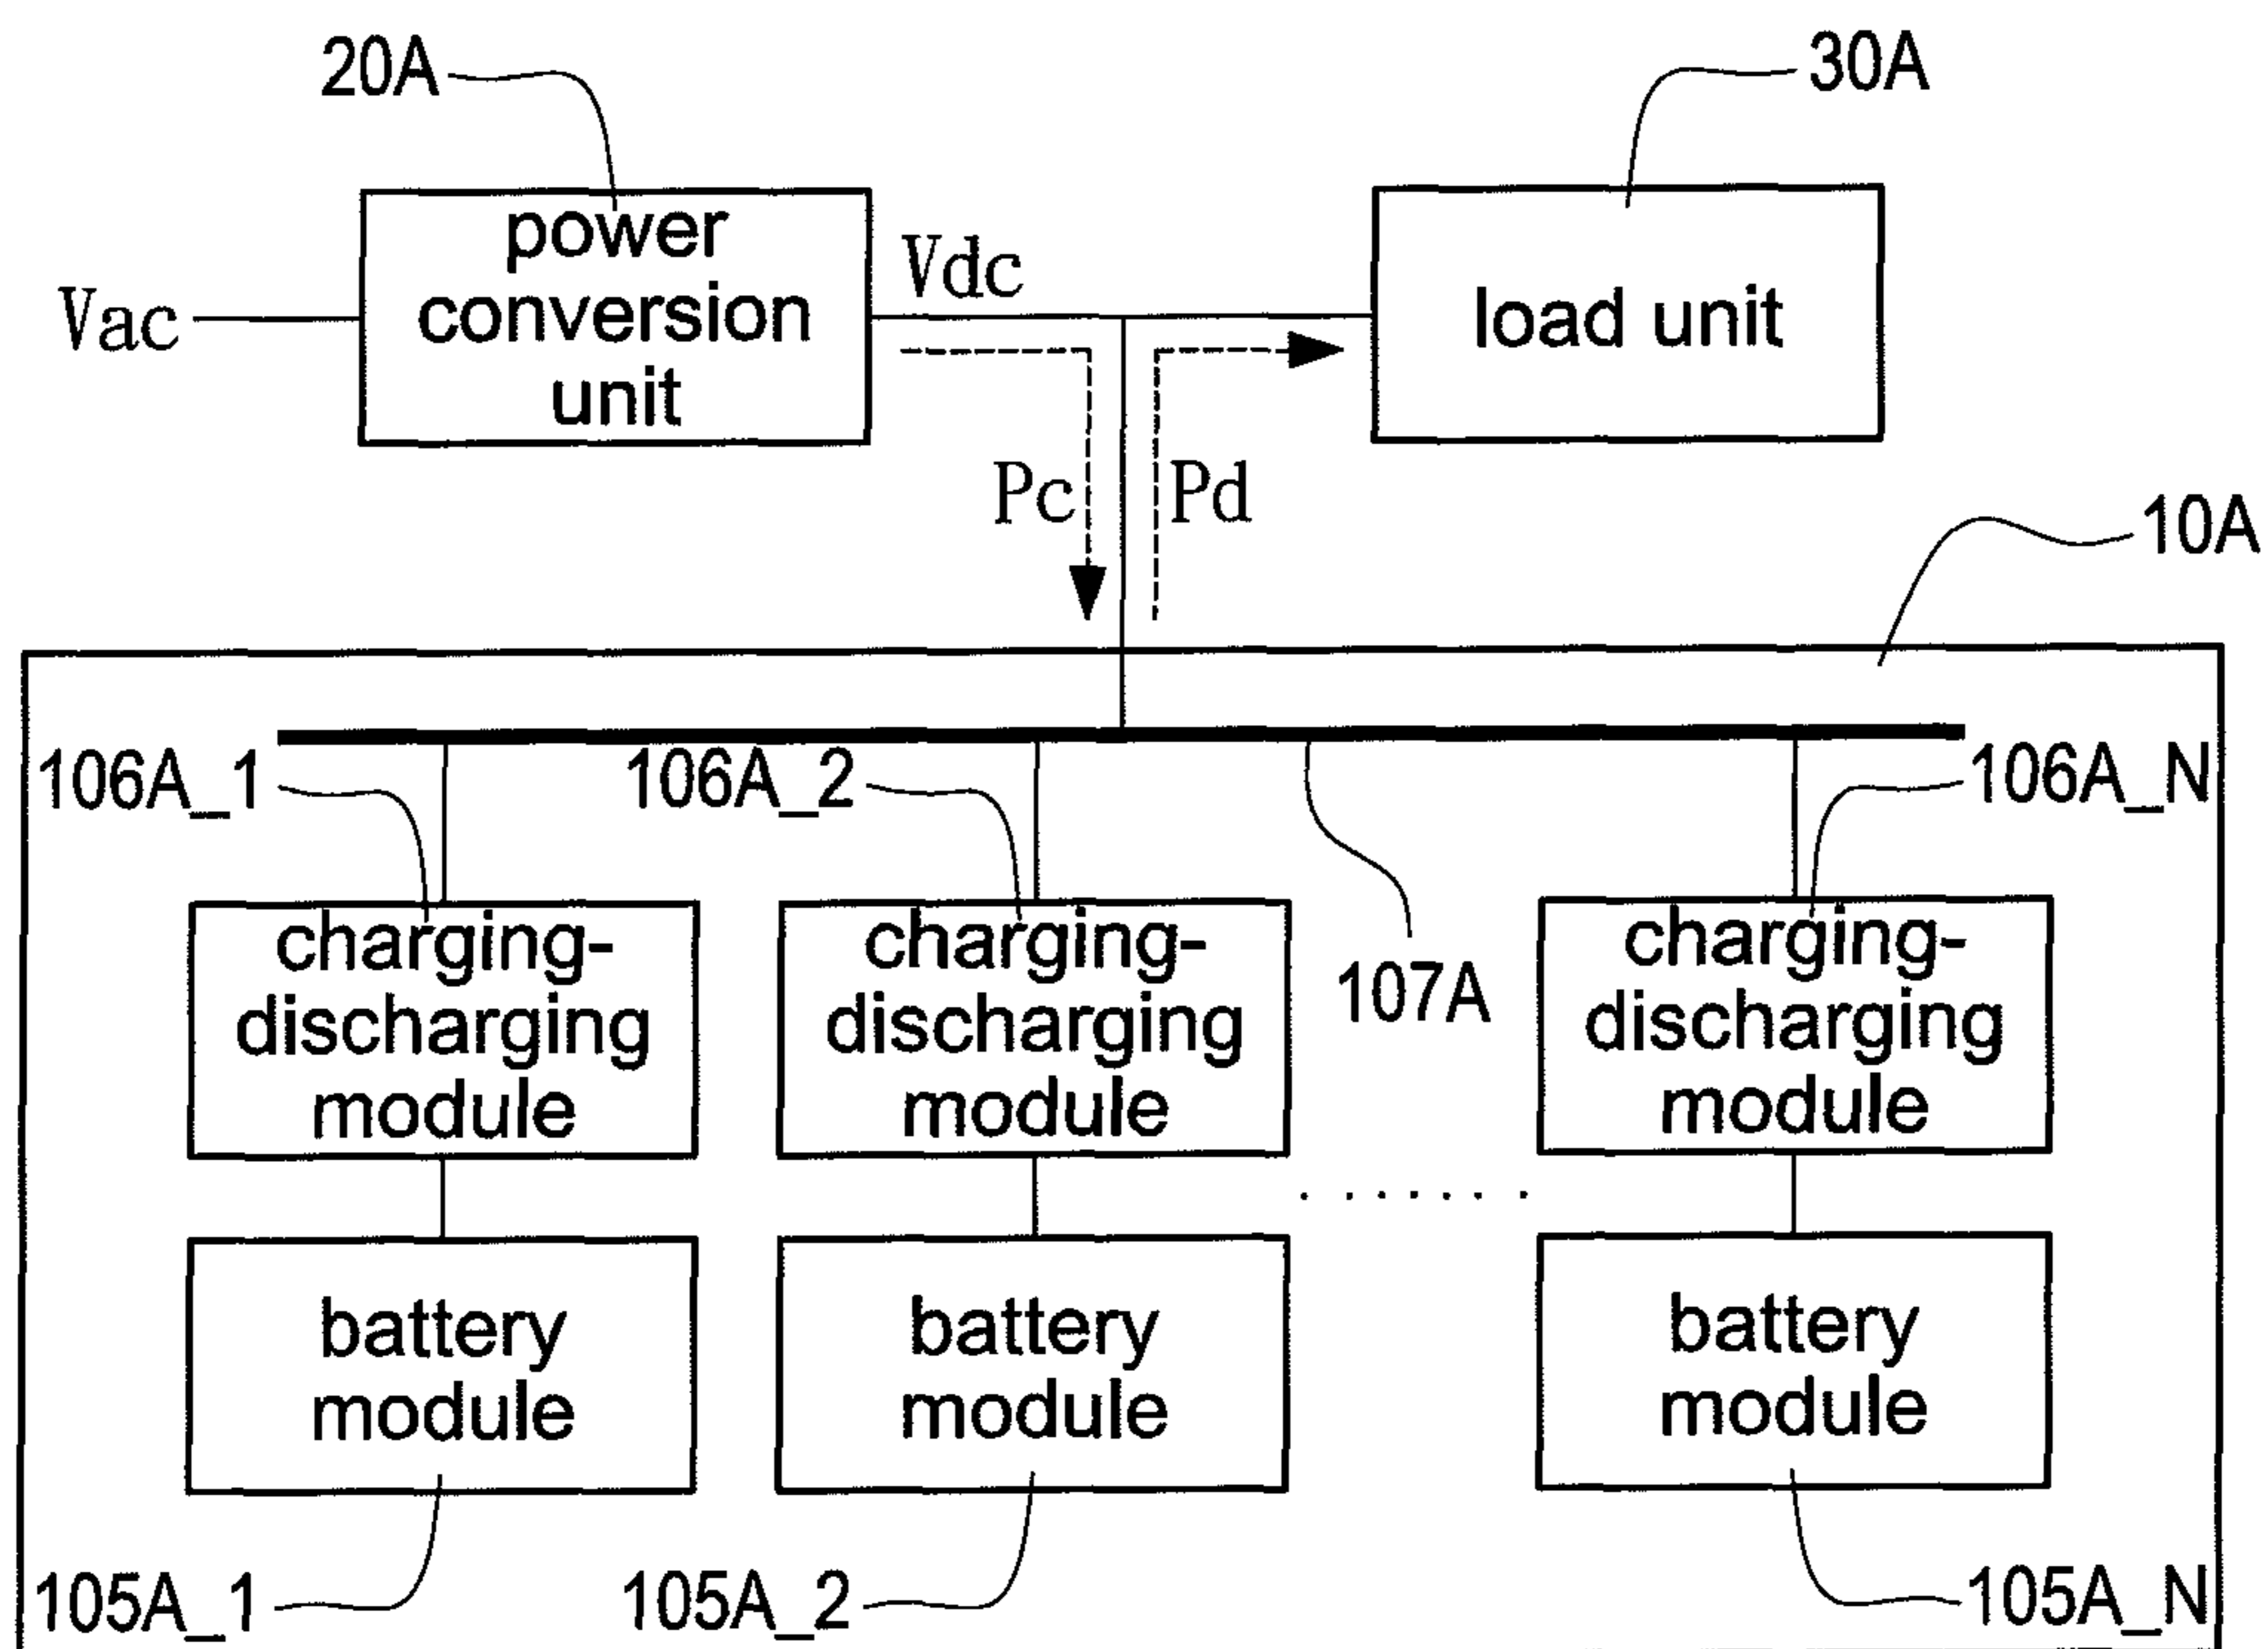 20A
30A
power
conversion
unit
Vac
Vdc
load unit
Pc
Pd
10A
106A_1
106A_2
106A_N
charging-
discharging
module
charging-
discharging
module
107A
charging-
discharging
module
battery
module
battery
module
battery
module
105A_1
105A_2
105A_N